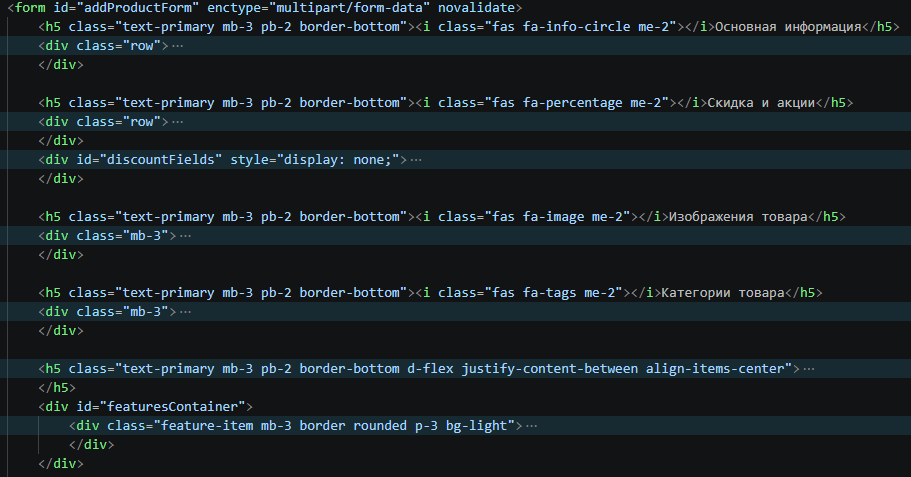 <form id="addProductForm" enctype="multipart/form-data" novalidate>
<h5 class="text-primary mb-3 pb-2 border-bottom"><i class="fas fa-info-circle me-2"></i>Основная информация</h5>
<div class="row">…
</div>
<h5 class="text-primary mb-3 pb-2 border-bottom"><i class="fas fa-percentage me-2"></i>Скидка и акции</h5>
<div class="row">…
</div>
<div id="discountFields" style="display: none;">…
</div>
<h5 class="text-primary mb-3 pb-2 border-bottom"><i class="fas fa-image me-2"></i>Изображения товара</h5>
<div class="mb-3">…
</div>
<h5 class="text-primary mb-3 pb-2 border-bottom"><i class="fas fa-tags me-2"></i>Категории товара</h5>
<div class="mb-3">…
</div>
<h5 class="text-primary mb-3 pb-2 border-bottom d-flex justify-content-between align-items-center">…
</h5>
<div id="featuresContainer">
<div class="feature-item mb-3 border rounded p-3 bg-light">…
</div>
</div>